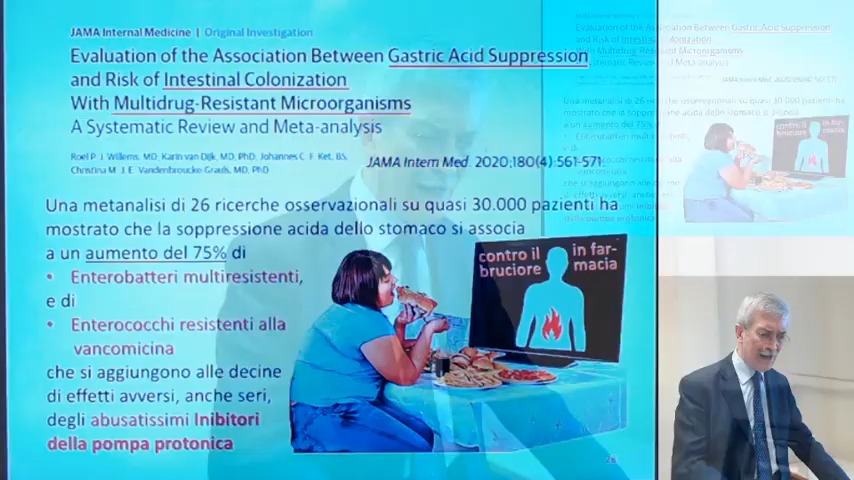 JAMA Internal Medicine | Original Investigation
Evaluation of the Association Between Gastric Acid Suppression
and Risk of Intestinal Colonization
With Multidrug-Resistant Microorganisms
A Systematic Review and Meta-analysis
Roel P. J. Willems, MD, Karin van Dijk, MD, PhD, Johannes C. F. Ket, BS,
Christina M. J. E. Vandenbroucke-Grauls, MD, PhD
JAMA Intern Med. 2020;180(4):561-571.
Una metanalisi di 26 ricerche osservazionali su quasi 30.000 pazienti ha
mostrato che la soppressione acida dello stomaco si associa
a un aumento del 75% di
• Enterobatteri multiresistenti,
e di
• Enterococchi resistenti alla
vancomicina
che si aggiungono alle decine
di effetti avversi, anche seri,
degli abusatissimi Inibitori
della pompa protonica
contro il
bruciore
in far-
macia
26